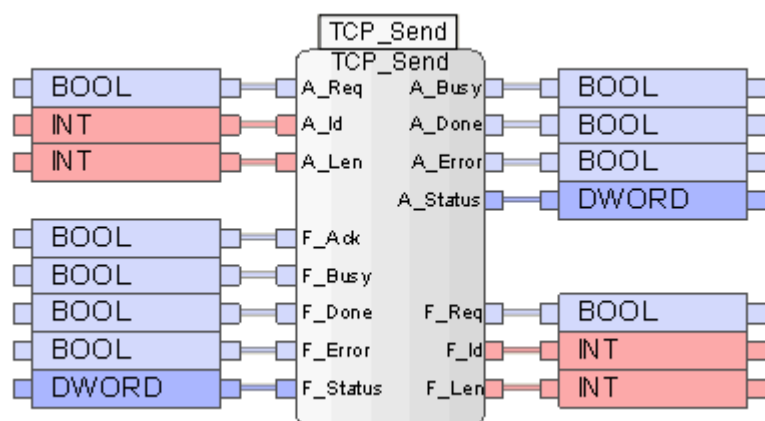 TCP_Send
TCP_Send
BOOL A_Req A_Busy BOOL
INT A_Id A_Done BOOL
INT A_Len A_Error BOOL
A_Status DWORD
BOOL F_Ack
BOOL F_Busy
BOOL F_Done F_Req BOOL
BOOL F_Error F_Id INT
DWORD F_Status F_Len INT